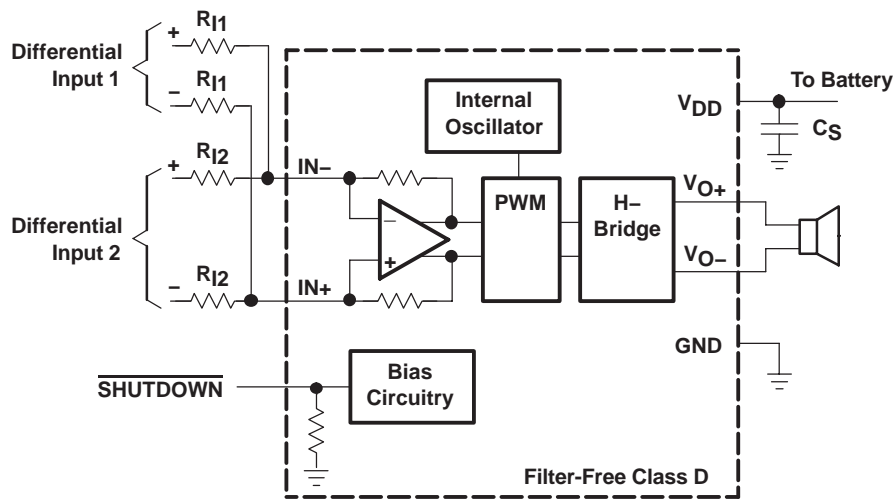 Differential
Input 1
+
RI1
−
RI1
+
RI2
Differential
Input 2
−
RI2
IN−
IN+
−
+
Internal
Oscillator
PWM
H−
Bridge
VDD
To Battery
CS
VO+
VO−
GND
SHUTDOWN
Bias
Circuitry
Filter-Free Class D